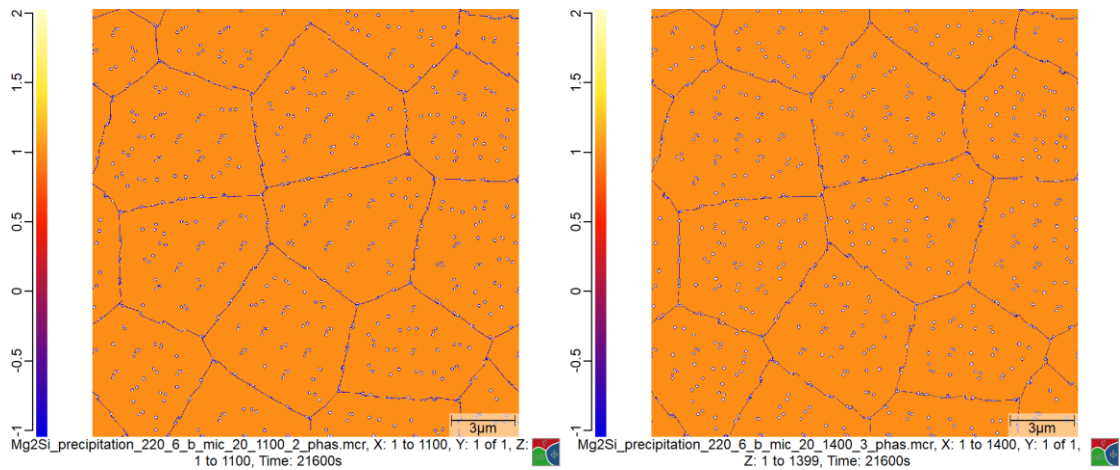 2
1.5
1
0.5
0
-0.5
-1
3μm
Mg2Si_precipitation_220_6_b_mic_20_1100_2_phas.mcr, X: 1 to 1100, Y: 1 of 1, Z:
1 to 1100, Time: 21600s
2
1.5
1
0.5
0
-0.5
-1
3μm
Mg2Si_precipitation_220_6_b_mic_20_1400_3_phas.mcr, X: 1 to 1400, Y: 1 of 1,
Z: 1 to 1399, Time: 21600s